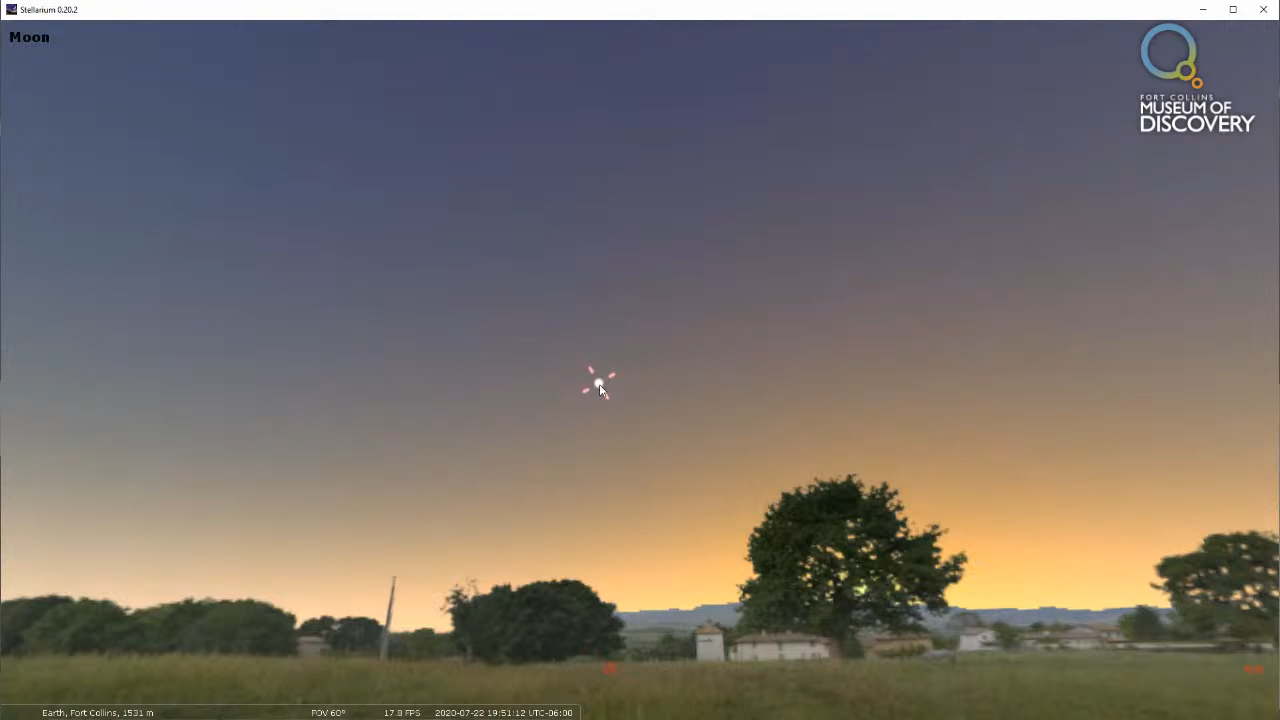 Stellarium 0.20.2
Moon
FORT COLLINS
MUSEUM OF
DISCOVERY
Earth, Fort Collins, 1531 m
FOV 60°
17.8 FPS
2020-07-22 19:51:12 UTC-06:00